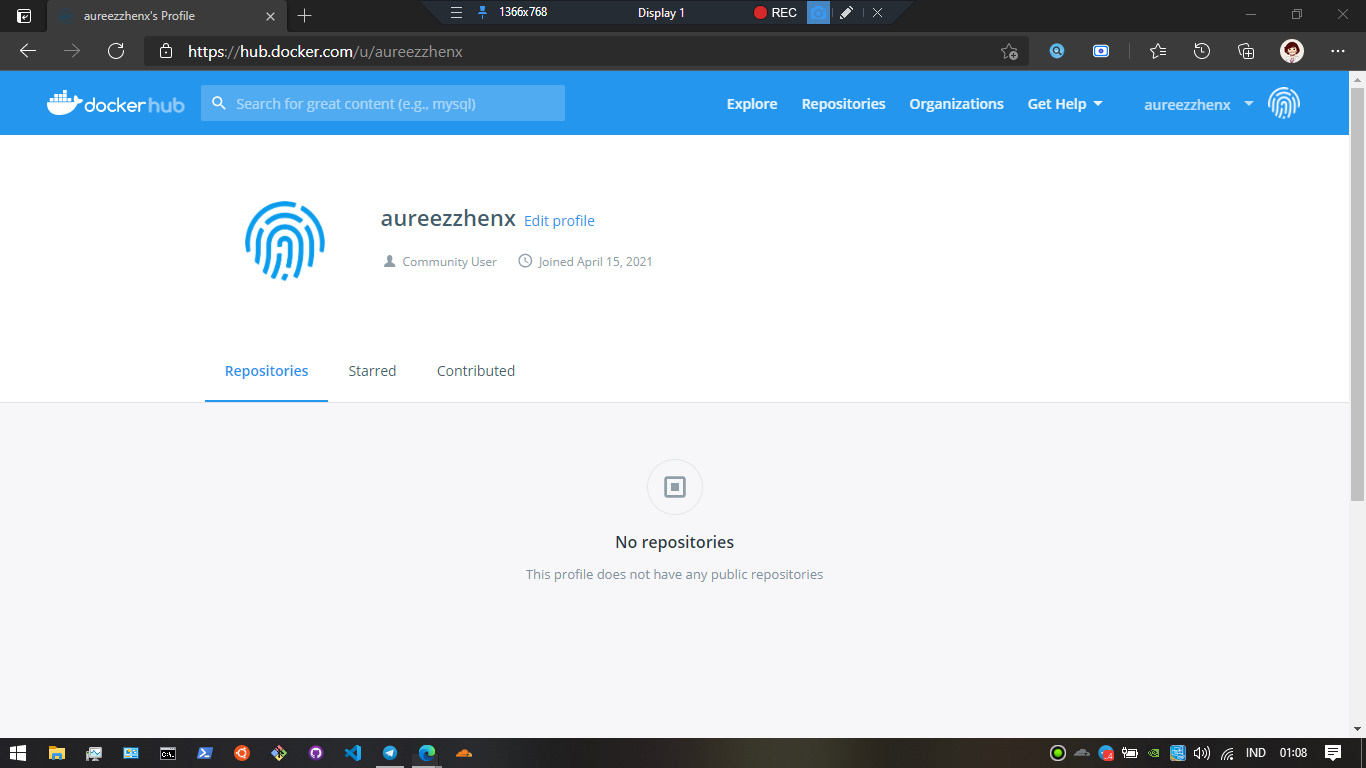 aureezzhenx's Profile
1366x768 Display 1 REC
https://hub.docker.com/u/aureezzhenx
dockerhub Search for great content (e.g., mysql) Explore Repositories Organizations Get Help aureezzhenx
aureezzhenx Edit profile
Community User Joined April 15, 2021
Repositories Starred Contributed
No repositories
This profile does not have any public repositories
IND 01:08